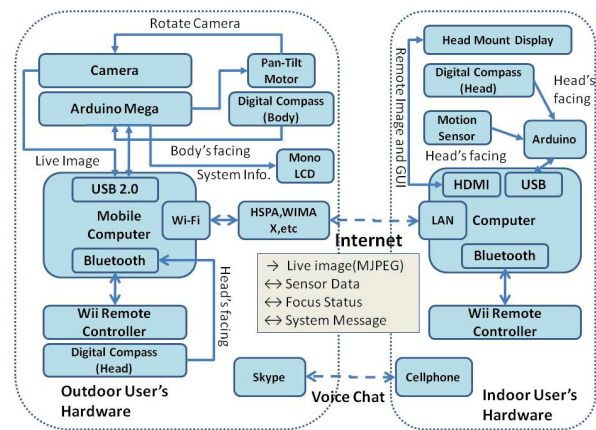 Rotate Camera
Camera
Pan-Tilt
Motor
Arduino Mega
Digital Compass
(Body)
Body's facing
Live Image
System Info.
Mono
LCD
USB 2.0
Mobile
Computer
Wi-Fi
Bluetooth
HSPA,WIMA
X,etc
Head's facing
Wii Remote
Controller
Digital Compass
(Head)
Outdoor User's
Hardware
Internet
→ Live image(MJPEG)
↔ Sensor Data
↔ Focus Status
↔ System Message
Skype
Voice Chat
Cellphone
Head Mount Display
Remote Image and GUI
Digital Compass
(Head)
Head's
facing
Motion
Sensor
Arduino
Head's facing
HDMI
USB
LAN
Computer
Bluetooth
Wii Remote
Controller
Indoor User's
Hardware